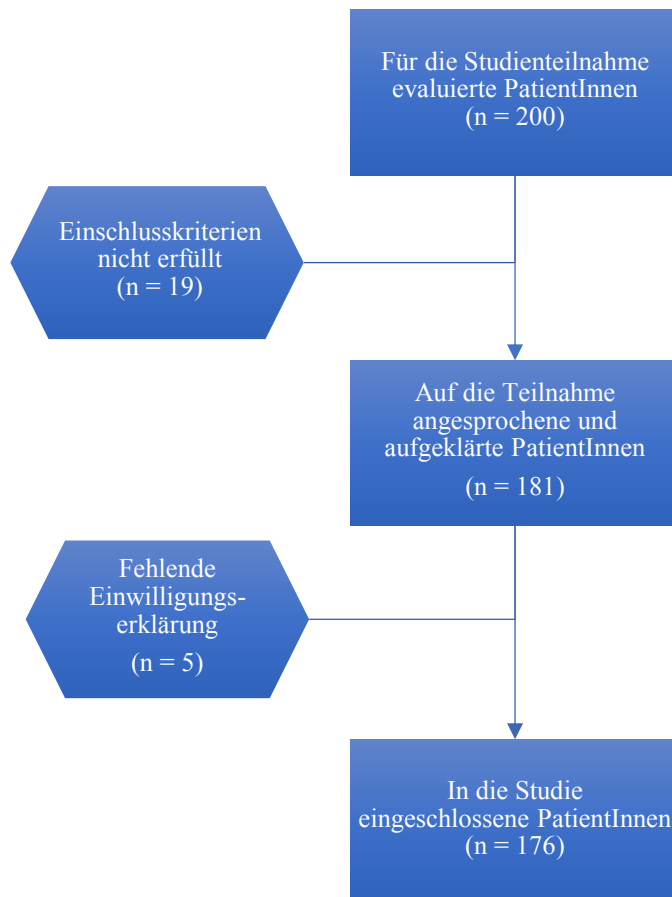 Für die Studienteilnahme
evaluierte PatientInnen
(n = 200)
Einschlusskriterien
nicht erfüllt
(n = 19)
Auf die Teilnahme
angesprochene und
aufgeklärte PatientInnen
(n = 181)
Fehlende
Einwilligungs-
erklärung
(n = 5)
In die Studie
eingeschlossene PatientInnen
(n = 176)